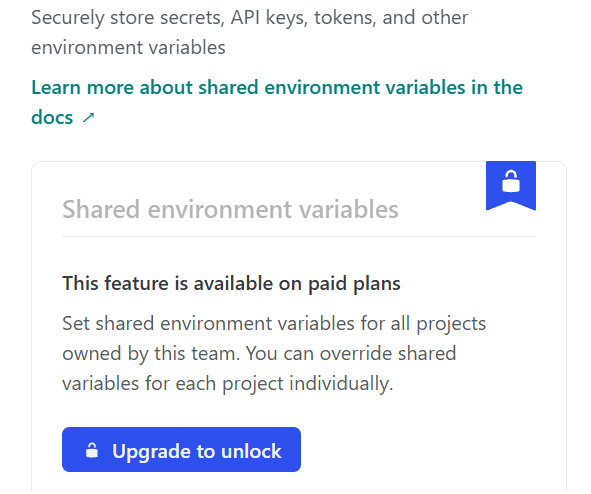 Securely store secrets, API keys, tokens, and other
environment variables
Learn more about shared environment variables in the
docs ↗
Shared environment variables
This feature is available on paid plans
Set shared environment variables for all projects
owned by this team. You can override shared
variables for each project individually.
Upgrade to unlock